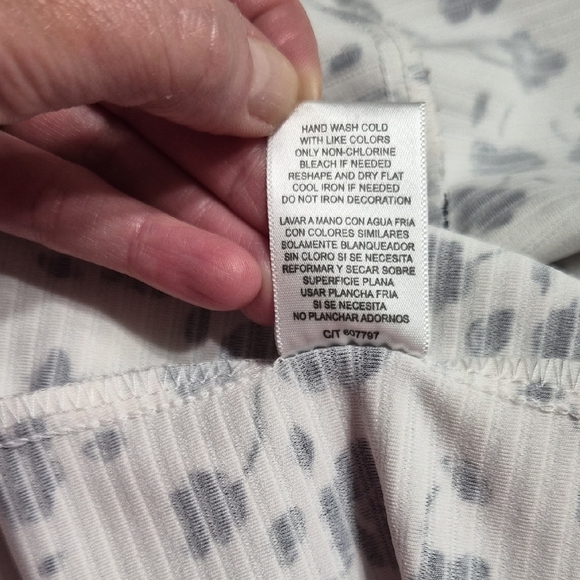 HAND WASH COLD
WITH LIKE COLORS
ONLY NON-CHLORINE
BLEACH IF NEEDED
RESHAPE AND DRY FLAT
COOL IRON IF NEEDED
DO NOT IRON DECORATION
LAVAR A MANO CON AGUA FRIA
CON COLORES SIMILARES
SOLAMENTE BLANQUEADOR
SIN CLORO SI SE NECESITA
REFORMAR Y SECAR SOBRE
SUPERFICIE PLANA
USAR PLANCHA FRIA
SI SE NECESITA
NO PLANCHAR ADORNOS
C/T 607797